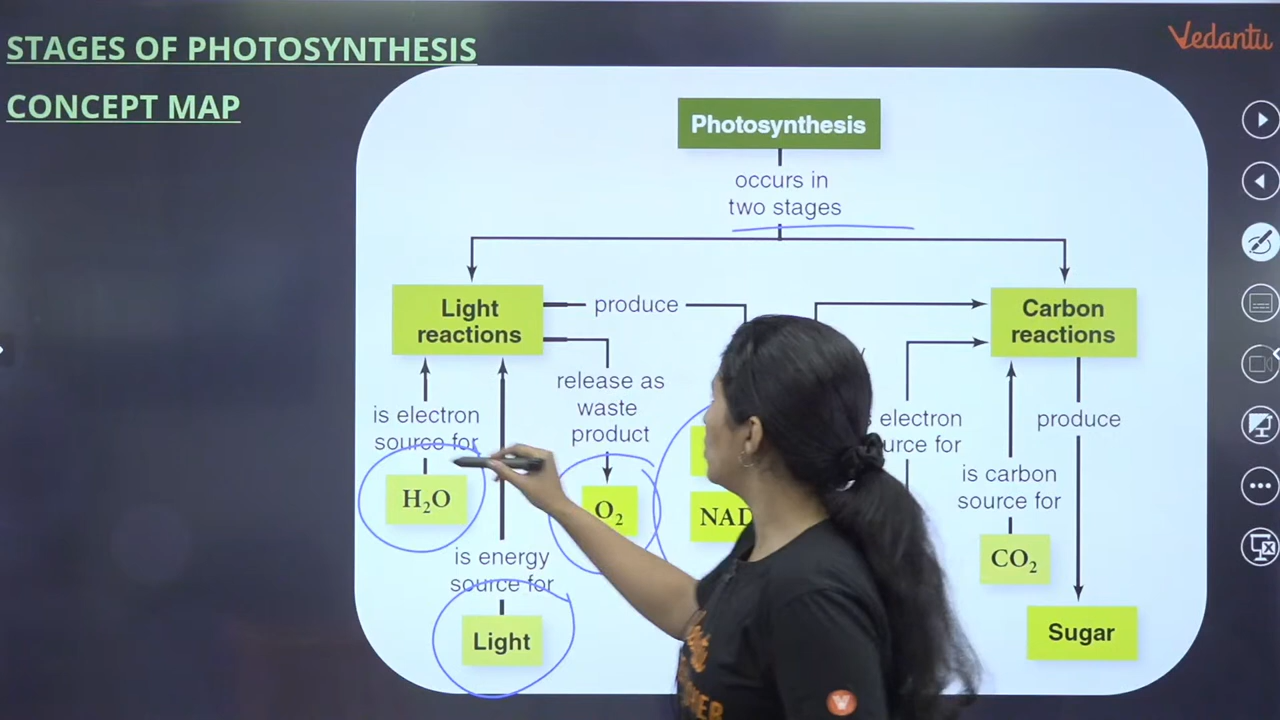 STAGES OF PHOTOSYNTHESIS
CONCEPT MAP
Vedantu
Photosynthesis
occurs in
two stages
Light
reactions
produce
Carbon
reactions
release as
waste
product
is electron
source for
H₂O
O₂
is energy
source for
Light
NAD
electron
source for
is carbon
source for
CO₂
produce
Sugar